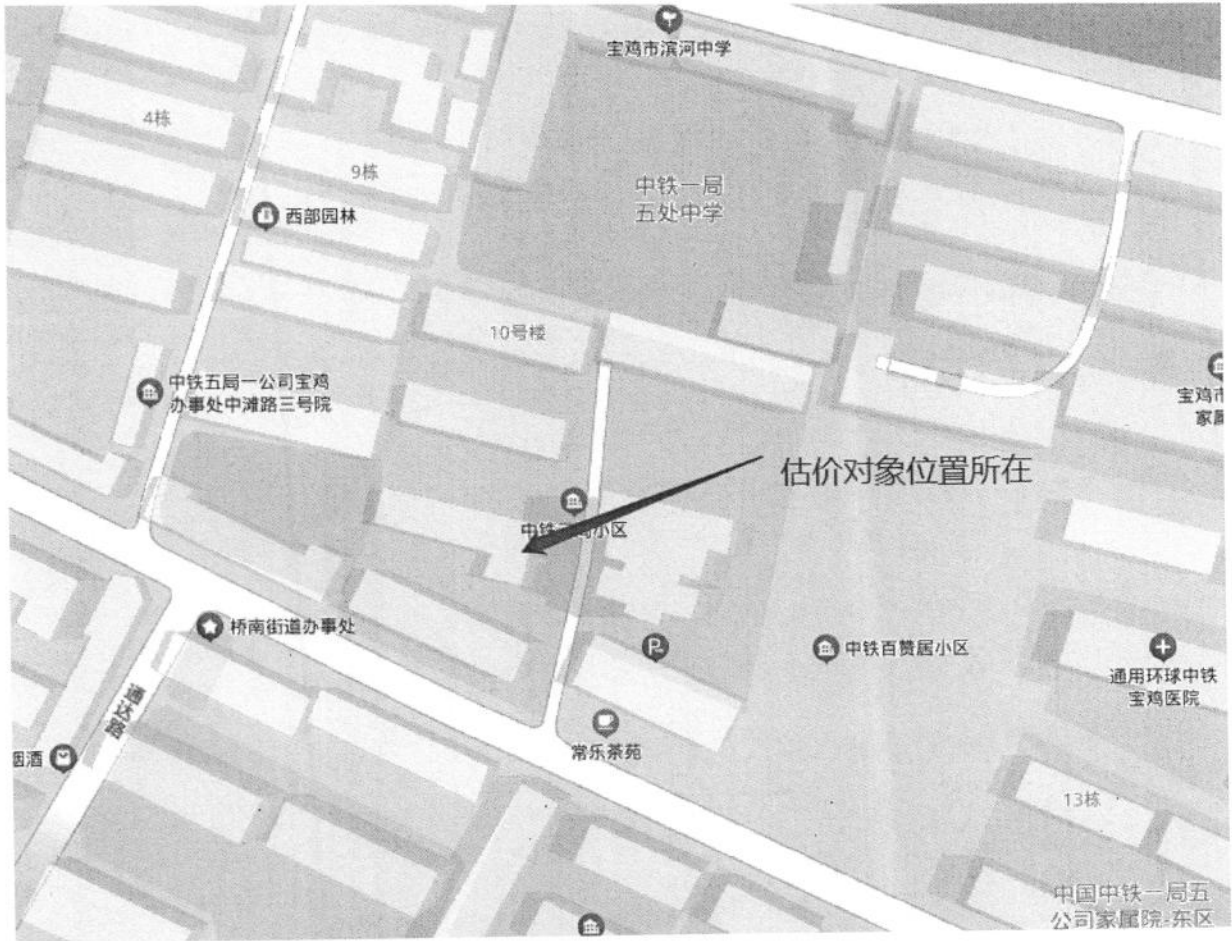 宝鸡市滨河中学
4栋
9栋
中铁一局
五处中学
西部园林
10号楼
中铁五局一公司宝鸡
办事处中滩路三号院
宝鸡市
家属
估价对象位置所在
小区
桥南街道办事处
P
中铁百赞居小区
通用环球中铁
宝鸡医院
通达路
常乐茶苑
烟酒
13栋
中国中铁一局五
公司家属院-东区